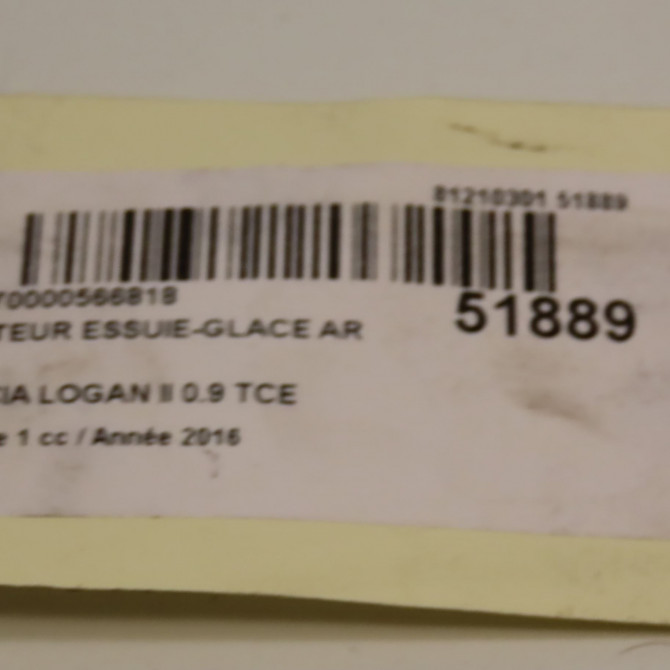 81210301 51889
70000566818
51889
TEUR ESSUIE-GLACE AR
IA LOGAN II 0.9 TCE
e 1 cc / Année 2016